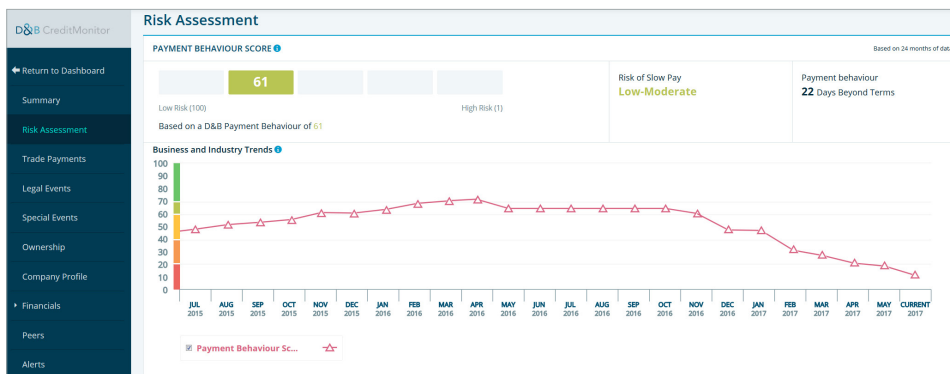 D&B CreditMonitor
Return to Dashboard
Summary
Risk Assessment
Trade Payments
Legal Events
Special Events
Ownership
Company Profile
Financials
Peers
Alerts
Risk Assessment
PAYMENT BEHAVIOUR SCORE
Based on 24 months of dat
61
Low Risk (100) High Risk (1)
Based on a D&B Payment Behaviour of 61
Risk of Slow Pay
Low-Moderate
Payment behaviour
22 Days Beyond Terms
Business and Industry Trends
100
90
80
70
60
50
40
30
20
10
0
JUL AUG SEP OCT NOV DEC JAN FEB MAR APR MAY JUN JUL AUG SEP OCT NOV DEC JAN FEB MAR APR MAY CURRENT
2015 2015 2015 2015 2015 2015 2016 2016 2016 2016 2016 2016 2016 2016 2016 2016 2016 2016 2017 2017 2017 2017 2017 2017
Payment Behaviour Sc...